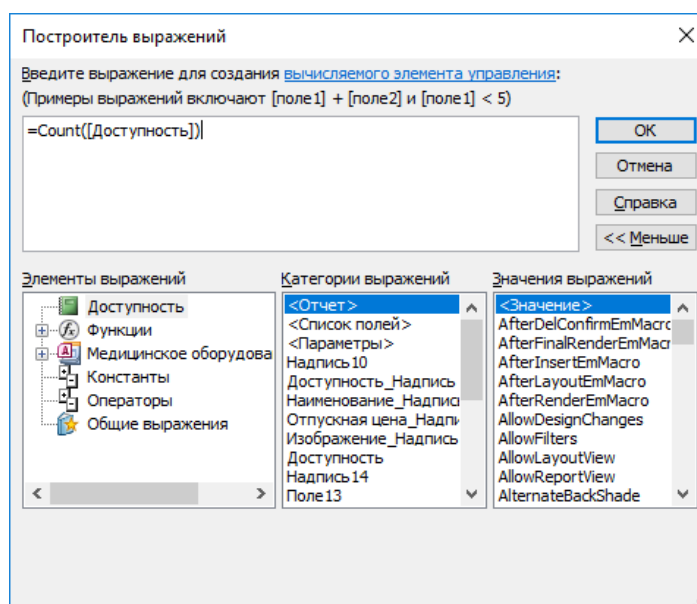 Построитель выражений
Введите выражение для создания вычисляемого элемента управления:
(Примеры выражений включают [поле1] + [поле2] и [поле1] < 5)
=Count([Доступность])
ОК
Отмена
Справка
<< Меньше
Элементы выражений
Доступность
Функции
Медицинское оборудова
Константы
Операторы
Общие выражения
Категории выражений
<Отчет>
<Список полей>
<Параметры>
Надпись10
Доступность_Надпись
Наименование_Надпис
Отпускная цена_Надпи
Изображение_Надпись
Доступность
Надпись14
Поле13
Значения выражений
<Значение>
AfterDelConfirmEmMacro
AfterFinalRenderEmMacr
AfterInsertEmMacro
AfterLayoutEmMacro
AfterRenderEmMacro
AllowDesignChanges
AllowFilters
AllowLayoutView
AllowReportView
AlternateBackShade